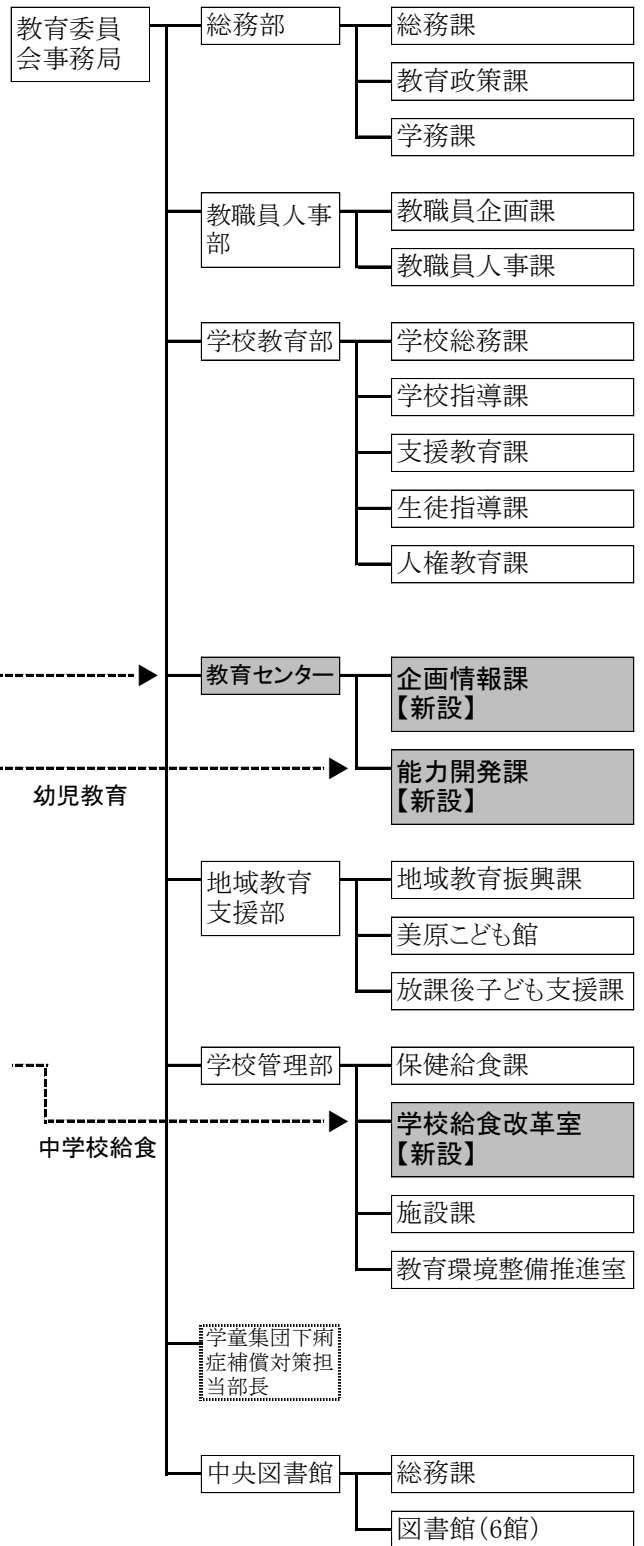 教育委員
会事務局
総務部
総務課
教育政策課
学務課
教職員人事
部
教職員企画課
教職員人事課
学校教育部
学校総務課
学校指導課
支援教育課
生徒指導課
人権教育課
教育センター
企画情報課
【新設】
能力開発課
【新設】
幼児教育
地域教育
支援部
地域教育振興課
美原こども館
放課後子ども支援課
学校管理部
保健給食課
学校給食改革室
【新設】
中学校給食
施設課
教育環境整備推進室
学童集団下痢
症補償対策担
当部長
中央図書館
総務課
図書館(6館)